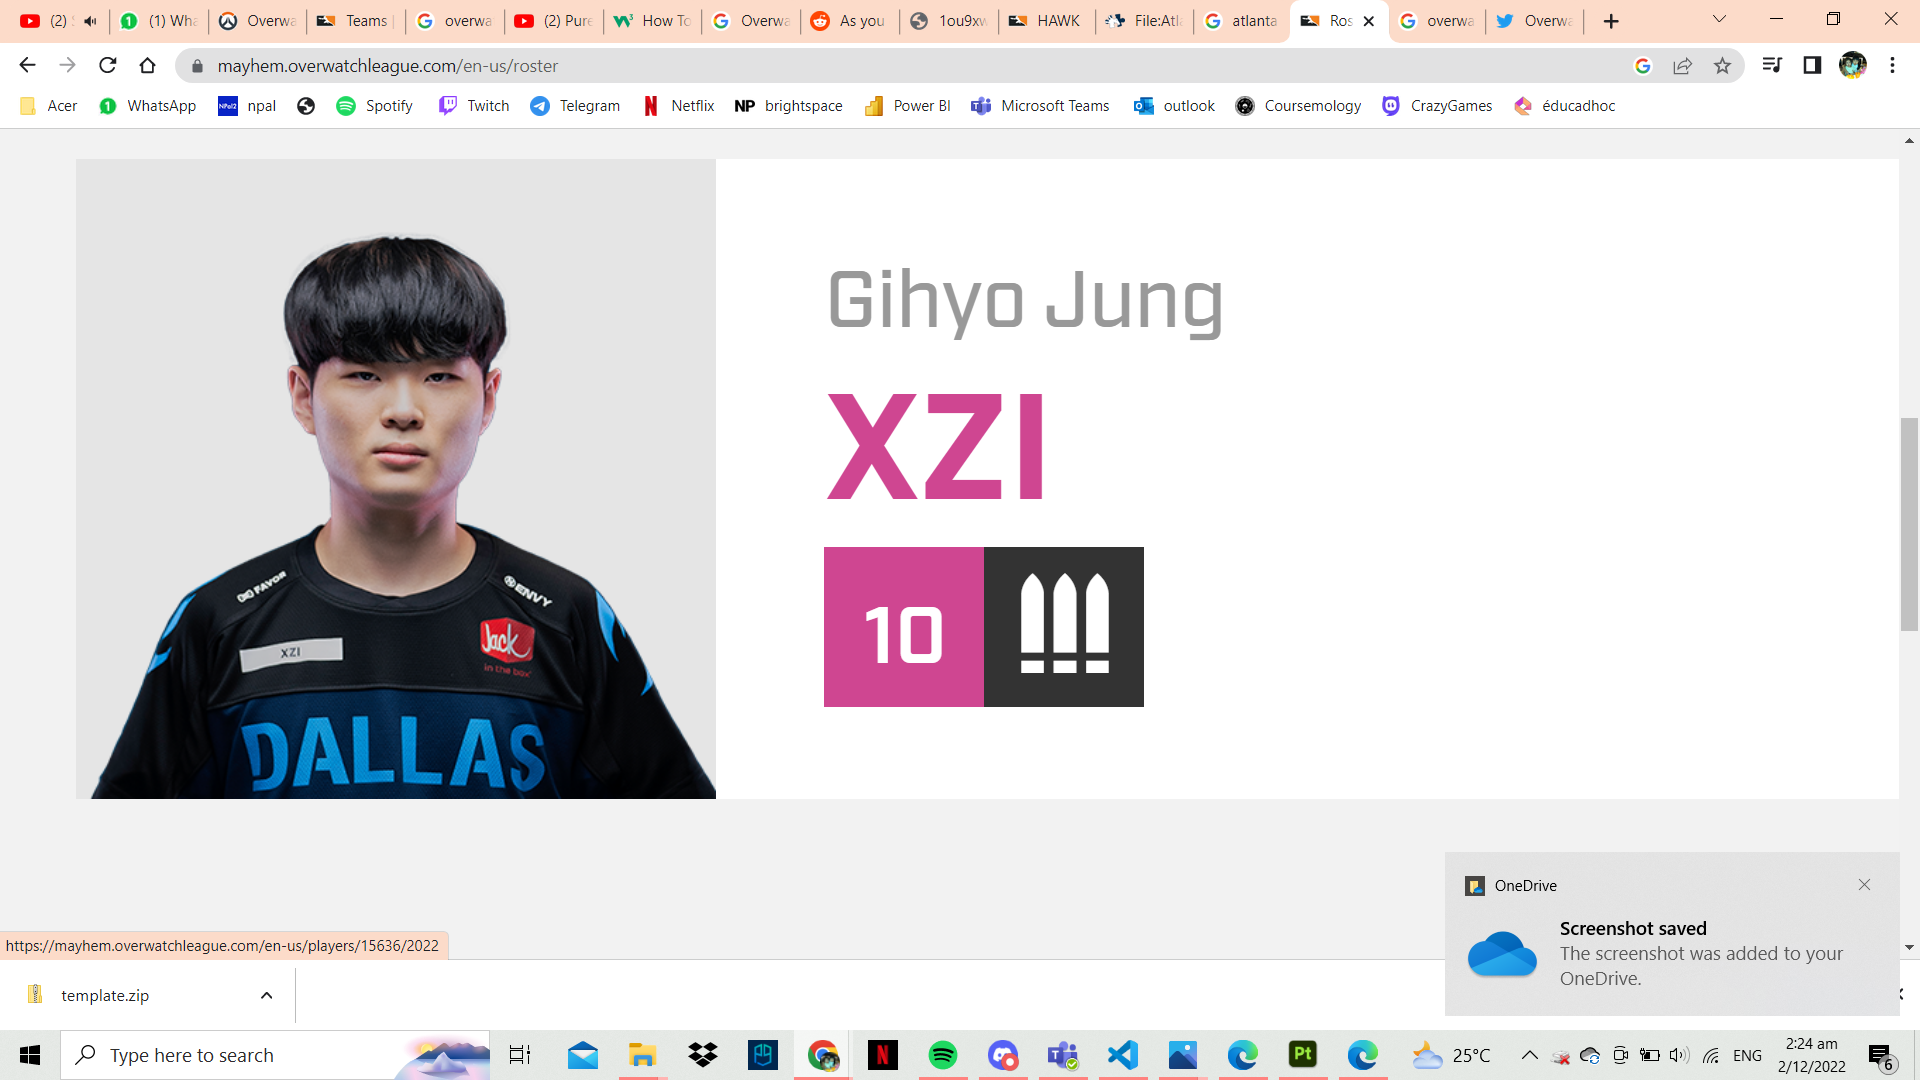 (2)
(1) Wha
Overwa
Teams
overwa
(2) Pure
How To
Overwa
As you
1ou9xw
HAWK
File:Atla
atlanta
Ros
overwa
Overwa
mayhem.overwatchleague.com/en-us/roster
Acer
WhatsApp
npal
Spotify
Twitch
Telegram
Netflix
NP brightspace
Power BI
Microsoft Teams
outlook
Coursemology
CrazyGames
éducadhoc
Gihyo Jung
XZI
10
FAVOR
ENVY
XZI
Jack
in the box
DALLAS
OneDrive
Screenshot saved
The screenshot was added to your
OneDrive.
https://mayhem.overwatchleague.com/en-us/players/15636/2022
template.zip
Type here to search
Pt
25°C
ENG
2:24 am
2/12/2022
6